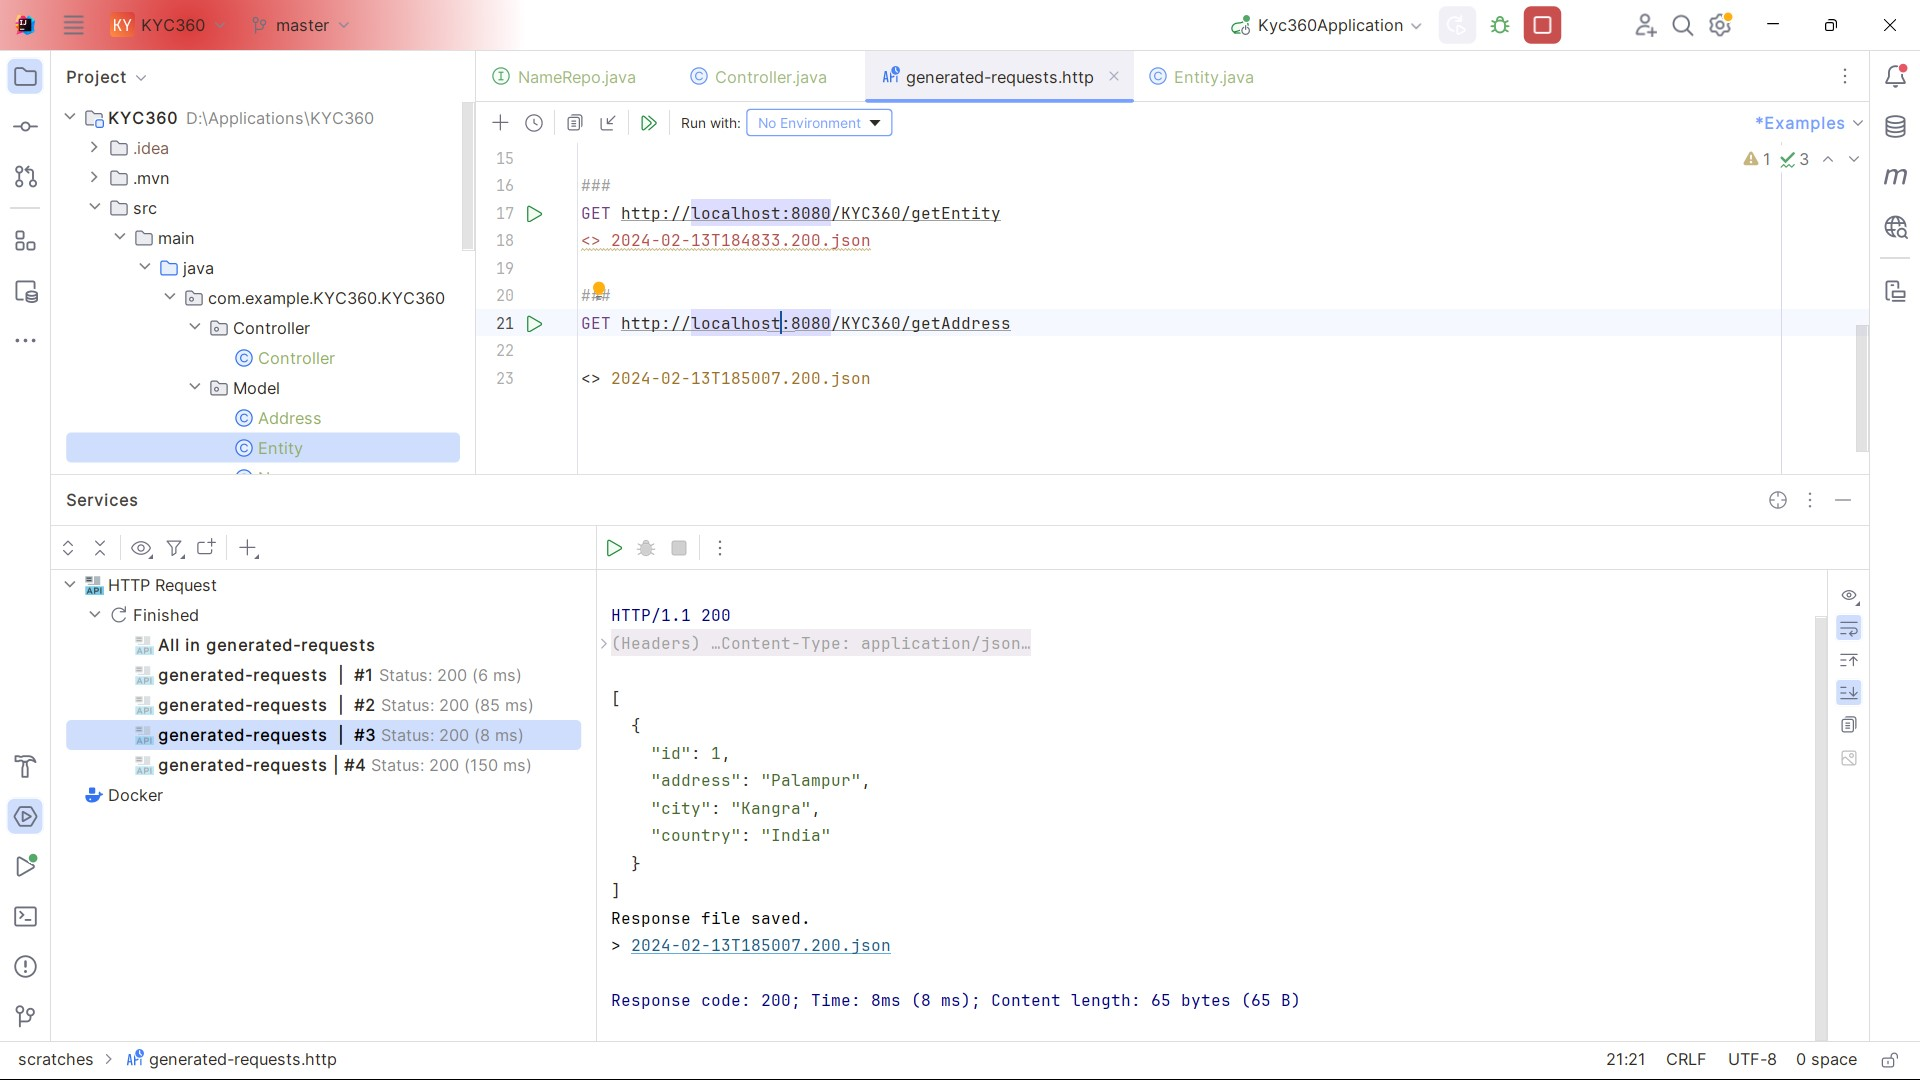 KY KYC360 master Kyc360Application
Project
NameRepo.java Controller.java generated-requests.http Entity.java
KYC360 D:\Applications\KYC360
.idea
.mvn
src
main
java
com.example.KYC360.KYC360
Controller
Controller
Model
Address
Entity
Run with: No Environment *Examples
1 3
15
16 ###
17 GET http://localhost:8080/KYC360/getEntity
18 <> 2024-02-13T184833.200.json
19
20 ###
21 GET http://localhost:8080/KYC360/getAddress
22
23 <> 2024-02-13T185007.200.json
Services
HTTP Request
Finished
All in generated-requests
generated-requests | #1 Status: 200 (6 ms)
generated-requests | #2 Status: 200 (85 ms)
generated-requests | #3 Status: 200 (8 ms)
generated-requests | #4 Status: 200 (150 ms)
Docker
HTTP/1.1 200
(Headers) …Content-Type: application/json…
[
{
"id": 1,
"address": "Palampur",
"city": "Kangra",
"country": "India"
}
]
Response file saved.
> 2024-02-13T185007.200.json
Response code: 200; Time: 8ms (8 ms); Content length: 65 bytes (65 B)
scratches > generated-requests.http 21:21 CRLF UTF-8 0 space